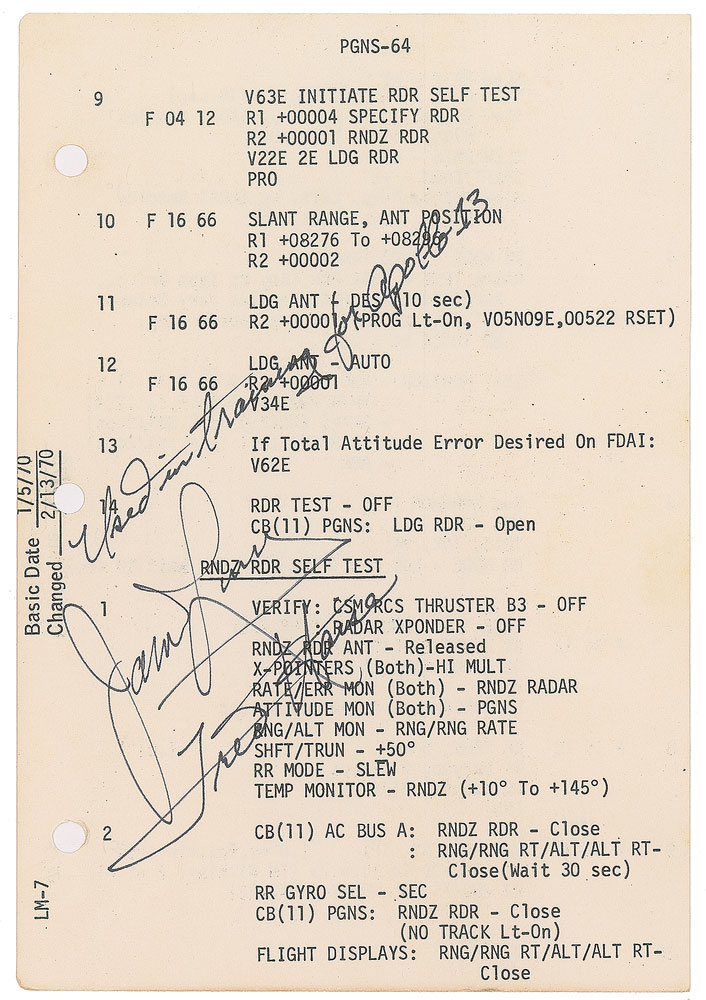 PGNS-64
9 V63E INITIATE RDR SELF TEST
F 04 12 R1 +00004 SPECIFY RDR
R2 +00001 RNDZ RDR
V22E 2E LDG RDR
PRO
10 F 16 66 SLANT RANGE, ANT POSITION
R1 +08276 To +08296
R2 +00002
11 LDG ANT - DES (10 sec)
F 16 66 R2 +00001 (PROG Lt-On, V05N09E,00522 RSET)
12 LDG ANT - AUTO
F 16 66 R2 +00001
V34E
13 If Total Attitude Error Desired On FDAI:
V62E
14 RDR TEST - OFF
CB(11) PGNS: LDG RDR - Open
RNDZ RDR SELF TEST
1 VERIFY: CSM RCS THRUSTER B3 - OFF
: RADAR XPONDER - OFF
RNDZ RDR ANT - Released
X-POINTERS (Both)-HI MULT
RATE/ERR MON (Both) - RNDZ RADAR
ATTITUDE MON (Both) - PGNS
RNG/ALT MON - RNG/RNG RATE
SHFT/TRUN - ±50°
RR MODE - SLEW
TEMP MONITOR - RNDZ (+10° To +145°)
2 CB(11) AC BUS A: RNDZ RDR - Close
: RNG/RNG RT/ALT/ALT RT-
Close(Wait 30 sec)
RR GYRO SEL - SEC
CB(11) PGNS: RNDZ RDR - Close
(NO TRACK Lt-On)
FLIGHT DISPLAYS: RNG/RNG RT/ALT/ALT RT-
Close
Basic Date 1/5/70
Changed 2/13/70
LM-7
Used in training for Apollo 13
Jam Lovell
Fred Haise